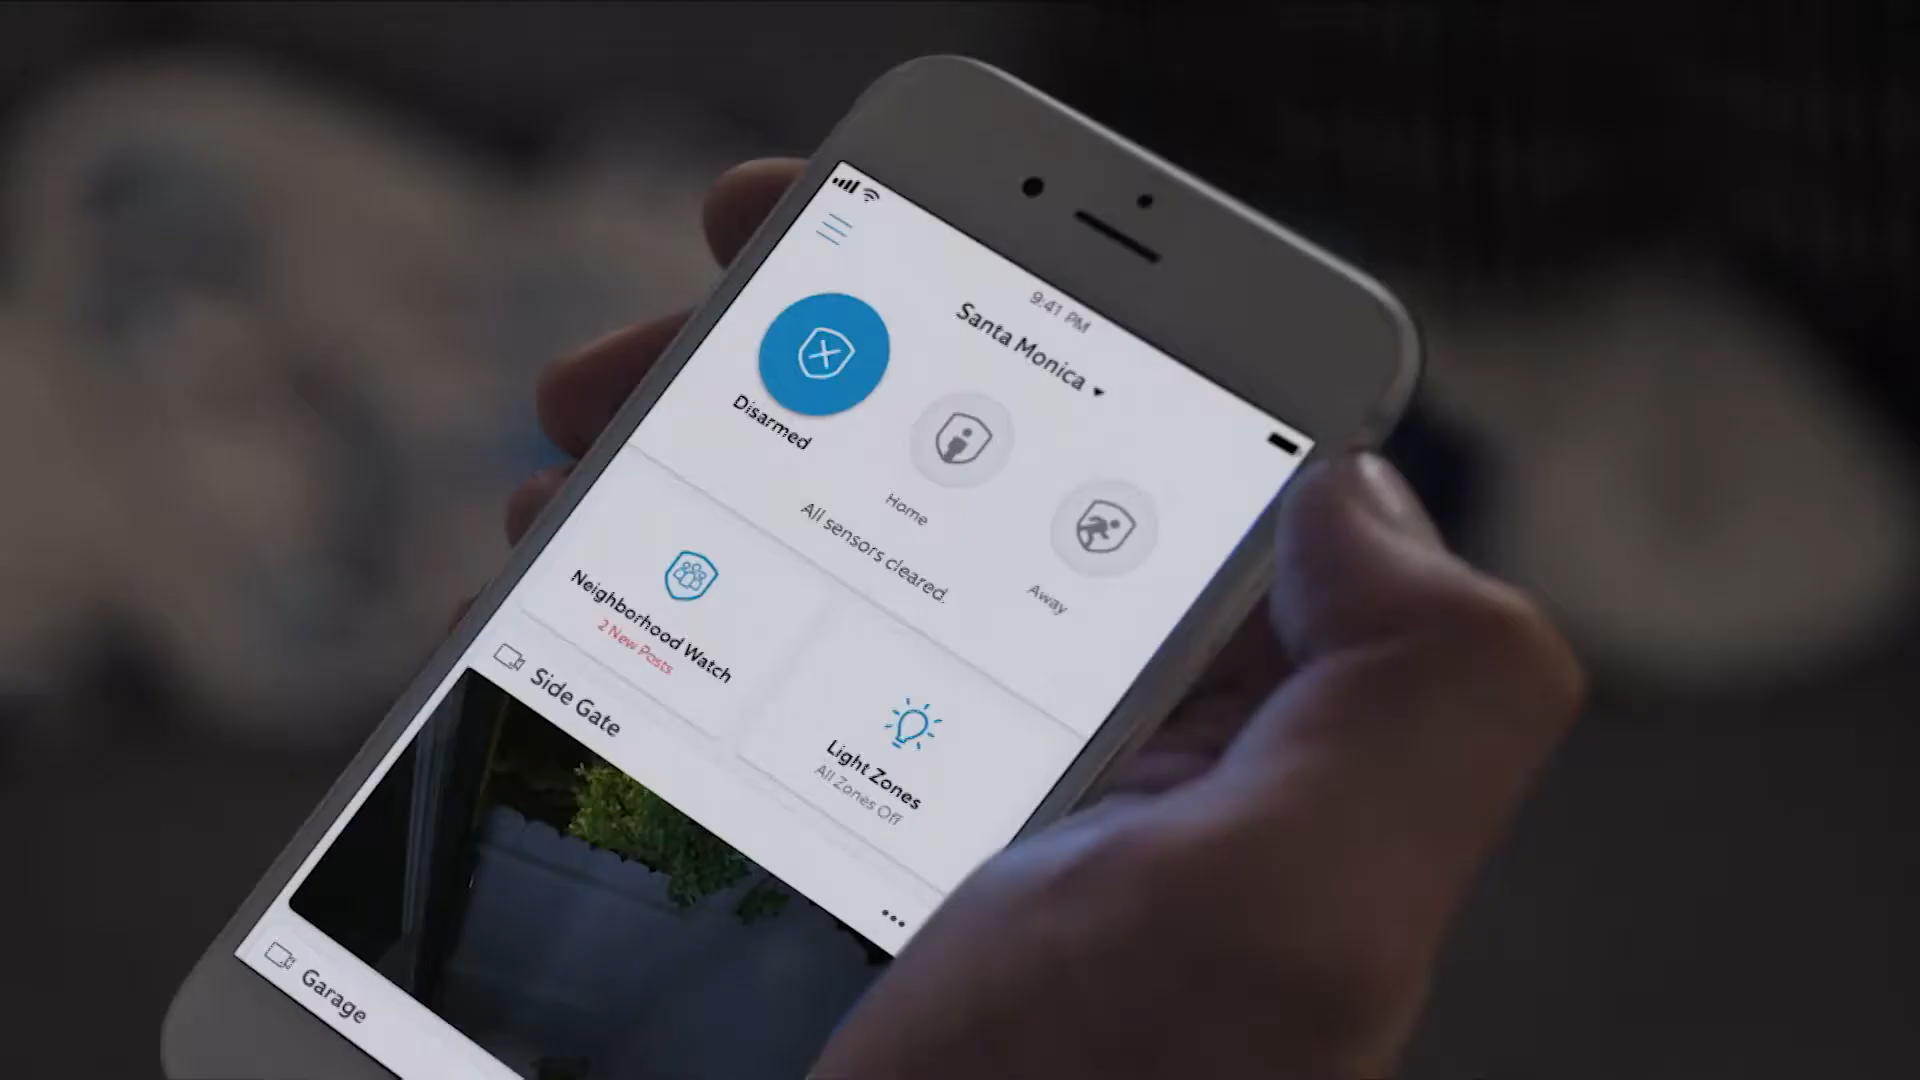 9:41 PM
Santa Monica
Disarmed
Home
Away
All sensors cleared.
Neighborhood Watch
2 New Posts
Light Zones
All Zones Off
Side Gate
Garage